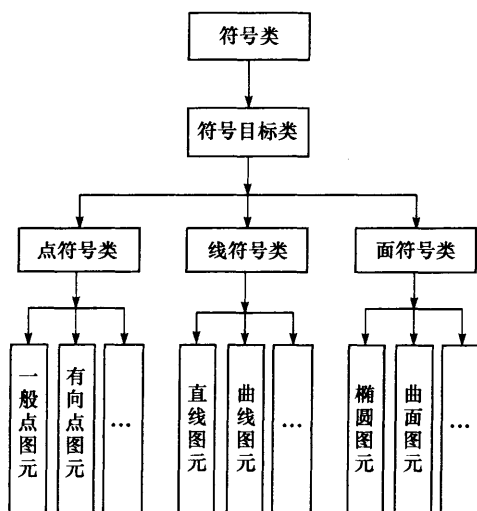 符号类
符号目标类
点符号类
线符号类
面符号类
一般点图元
有向点图元
…
直线图元
曲线图元
…
椭圆图元
曲面图元
…